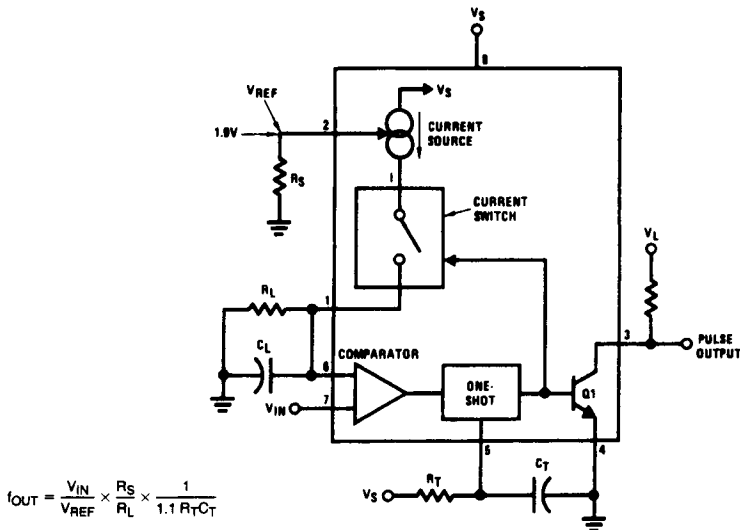 VS
8
VREF
VS
1.9V
2
CURRENT
SOURCE
RS
I
CURRENT
SWITCH
VL
RL
1
3
PULSE
OUTPUT
CL
6
COMPARATOR
ONE-
SHOT
Q1
VIN
7
5
4
RT
CT
VS
fOUT = VIN/VREF × RS/RL × 1/1.1 RTCT